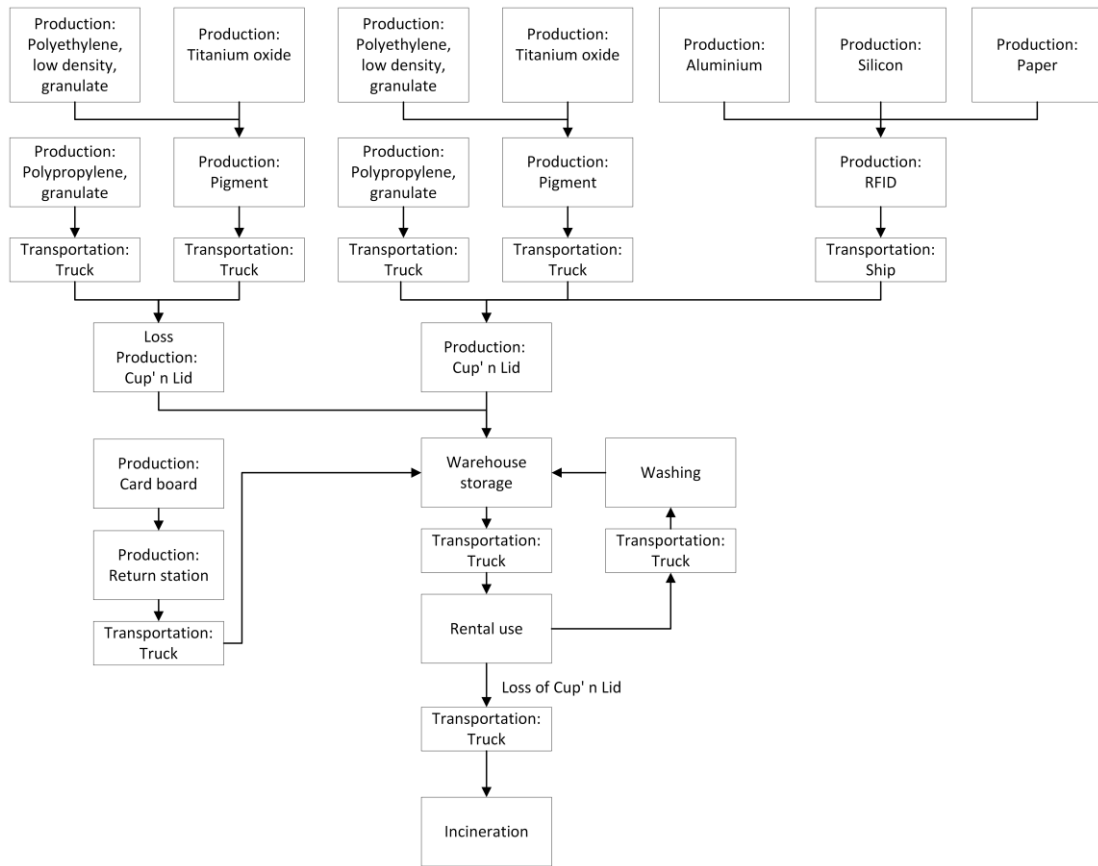 Production:
Polyethylene,
low density,
granulate
Production:
Titanium oxide
Production:
Polyethylene,
low density,
granulate
Production:
Titanium oxide
Production:
Aluminium
Production:
Silicon
Production:
Paper
Production:
Polypropylene,
granulate
Production:
Pigment
Production:
Polypropylene,
granulate
Production:
Pigment
Production:
RFID
Transportation:
Truck
Transportation:
Truck
Transportation:
Truck
Transportation:
Truck
Transportation:
Ship
Loss
Production:
Cup' n Lid
Production:
Cup' n Lid
Production:
Card board
Warehouse
storage
Washing
Production:
Return station
Transportation:
Truck
Transportation:
Truck
Transportation:
Truck
Rental use
Loss of Cup' n Lid
Transportation:
Truck
Incineration